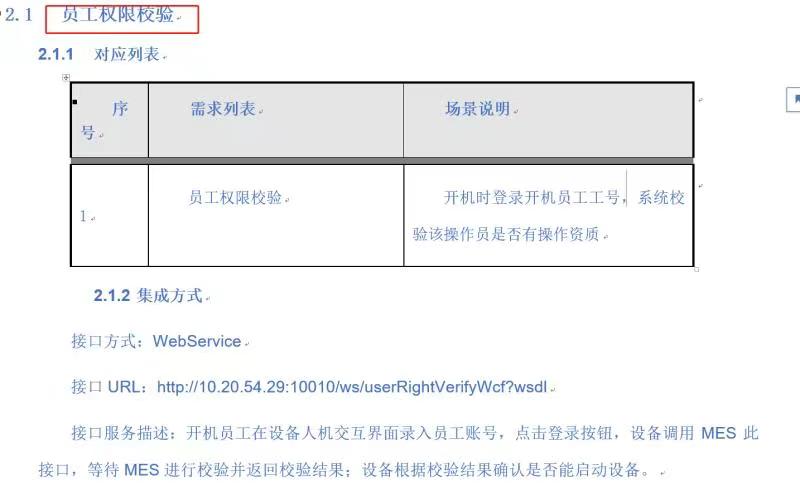 2.1 员工权限校验
2.1.1 对应列表
序号
需求列表
场景说明
1
员工权限校验
开机时登录开机员工工号，系统校
验该操作员是否有操作资质
2.1.2 集成方式
接口方式：WebService
接口 URL：http://10.20.54.29:10010/ws/userRightVerifyWcf?wsdl
接口服务描述：开机员工在设备人机交互界面录入员工账号，点击登录按钮，设备调用 MES 此
接口，等待 MES 进行校验并返回校验结果；设备根据校验结果确认是否能启动设备。